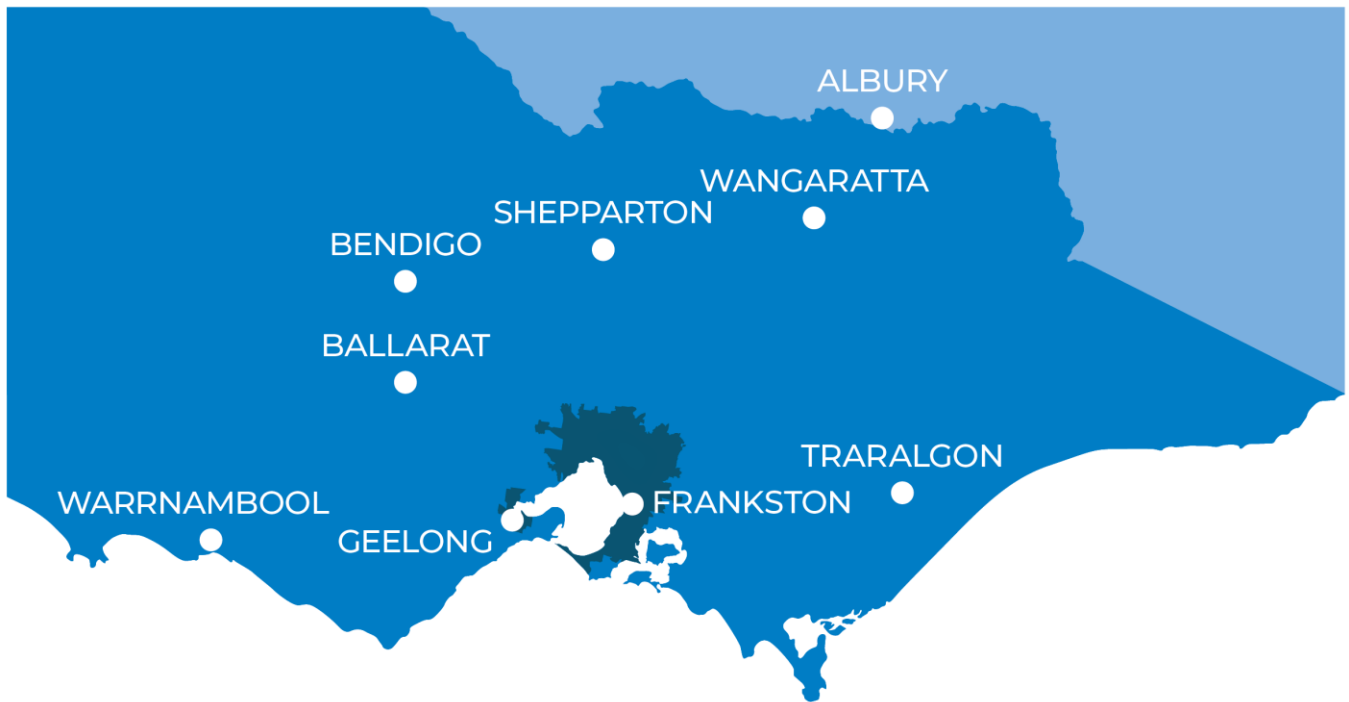 ALBURY
WANGARATTA
SHEPPARTON
BENDIGO
BALLARAT
TRARALGON
WARRNAMBOOL
FRANKSTON
GEELONG